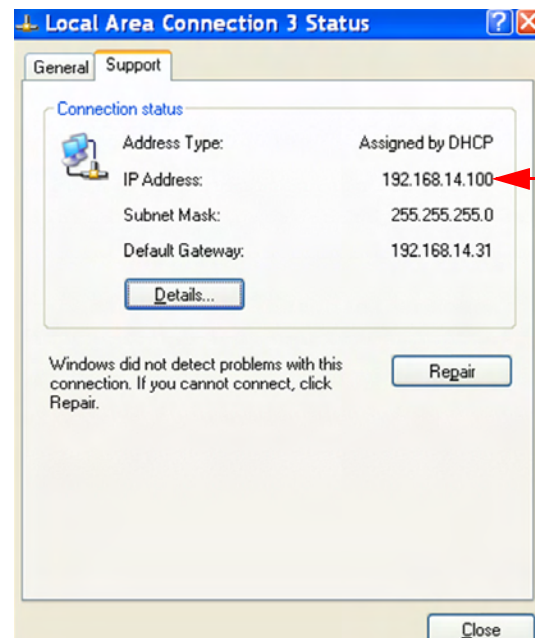 Local Area Connection 3 Status
General Support
Connection status
Address Type: Assigned by DHCP
IP Address: 192.168.14.100
Subnet Mask: 255.255.255.0
Default Gateway: 192.168.14.31
Details...
Windows did not detect problems with this
connection. If you cannot connect, click
Repair.
Repair
Close